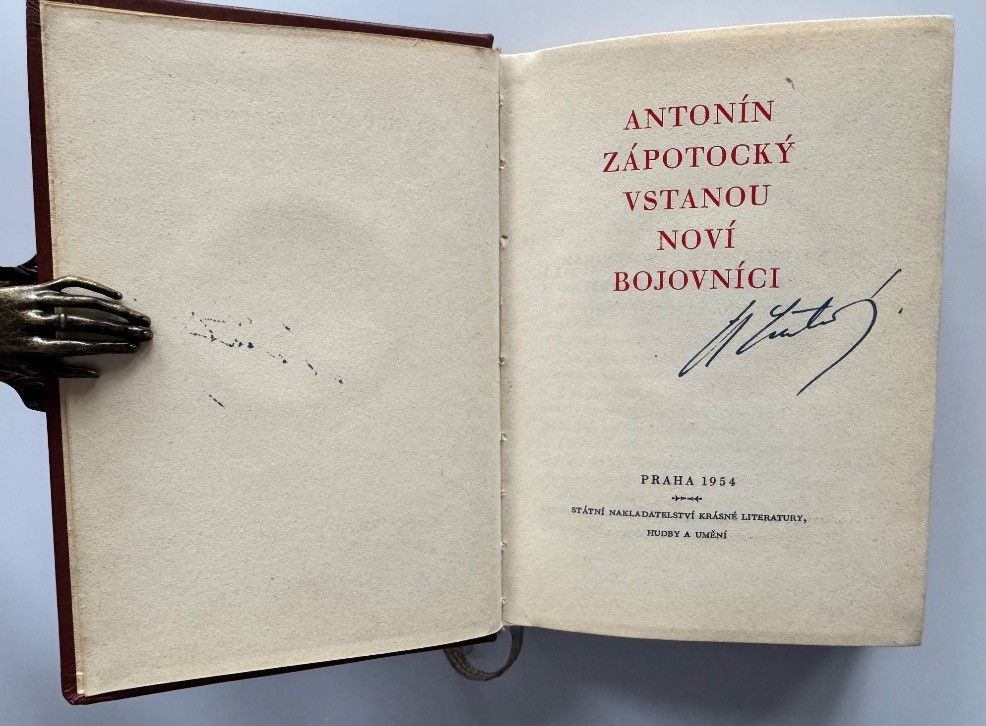 ANTONÍN
ZÁPOTOCKÝ
VSTANOU
NOVÍ
BOJOVNÍCI
PRAHA 1954
STÁTNÍ NAKLADATELSTVÍ KRÁSNÉ LITERATURY,
HUDBY A UMĚNÍ